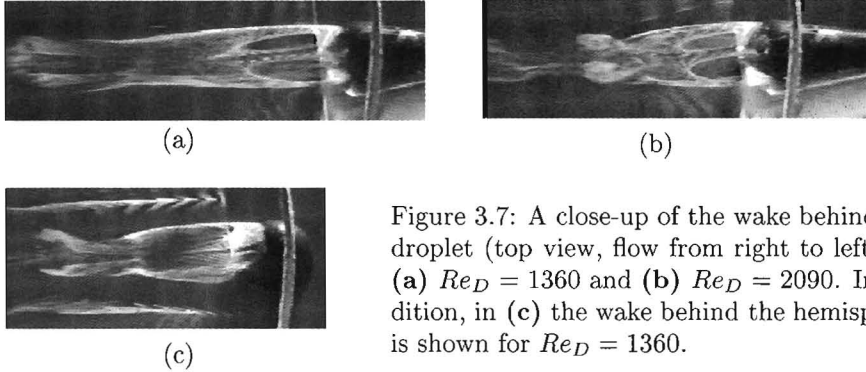 (a)
(b)
(c)
Figure 3.7: A close-up of the wake behind
droplet (top view, flow from right to left
(a) Re_D = 1360 and (b) Re_D = 2090. In
dition, in (c) the wake behind the hemisp
is shown for Re_D = 1360.